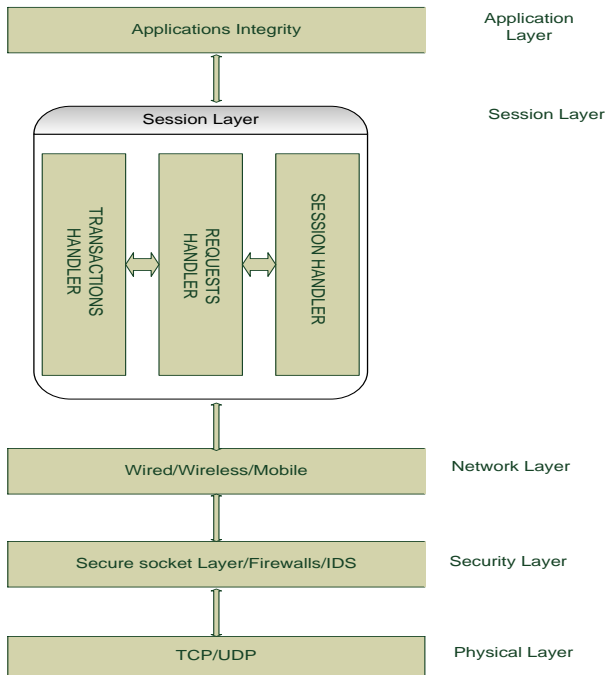 Applications Integrity
Application
Layer
Session Layer
Session Layer
TRANSACTIONS
HANDLER
REQUESTS
HANDLER
SESSION HANDLER
Wired/Wireless/Mobile
Network Layer
Secure socket Layer/Firewalls/IDS
Security Layer
TCP/UDP
Physical Layer